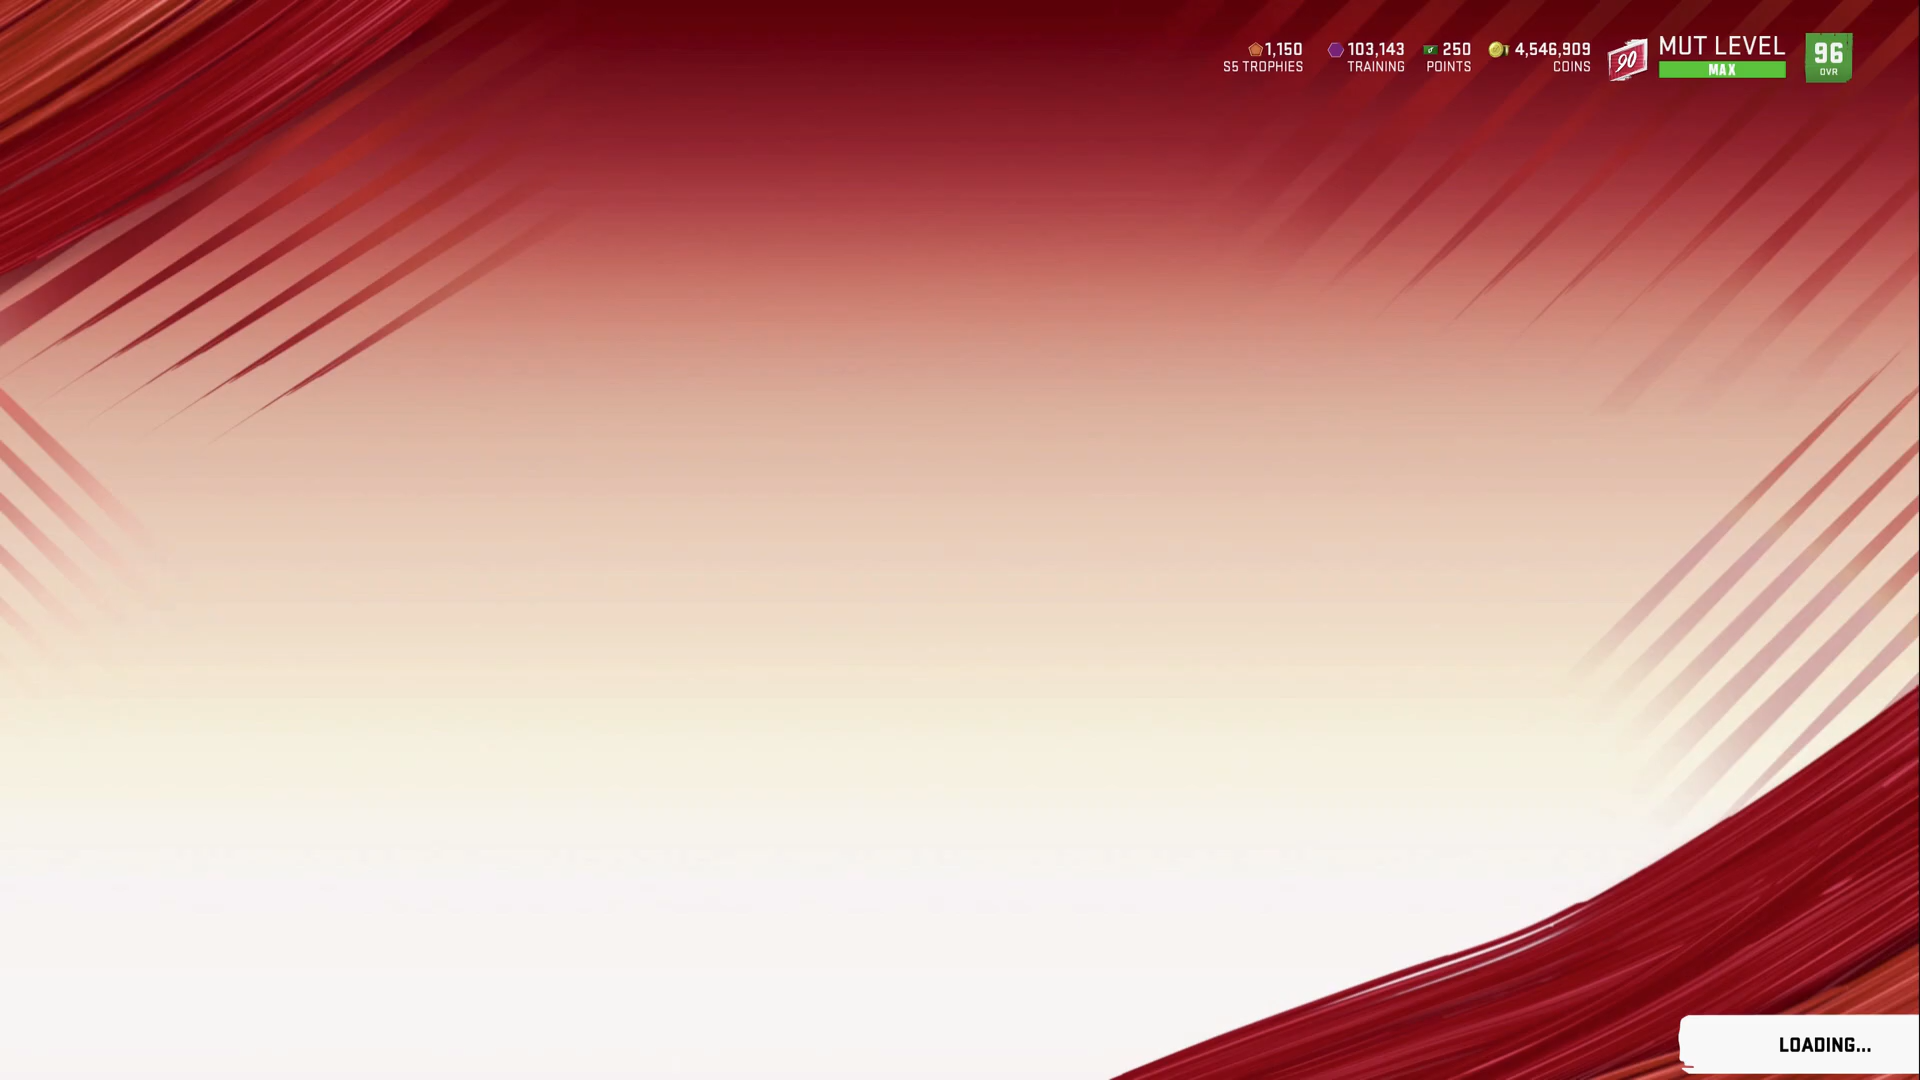 1,150
S5 TROPHIES
103,143
TRAINING
250
POINTS
4,546,909
COINS
90
MUT LEVEL
MAX
96
OVR
LOADING...